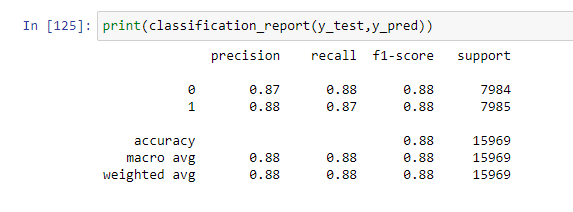 In [125]: print(classification_report(y_test,y_pred))
precision recall f1-score support
0 0.87 0.88 0.88 7984
1 0.88 0.87 0.88 7985
accuracy 0.88 15969
macro avg 0.88 0.88 0.88 15969
weighted avg 0.88 0.88 0.88 15969